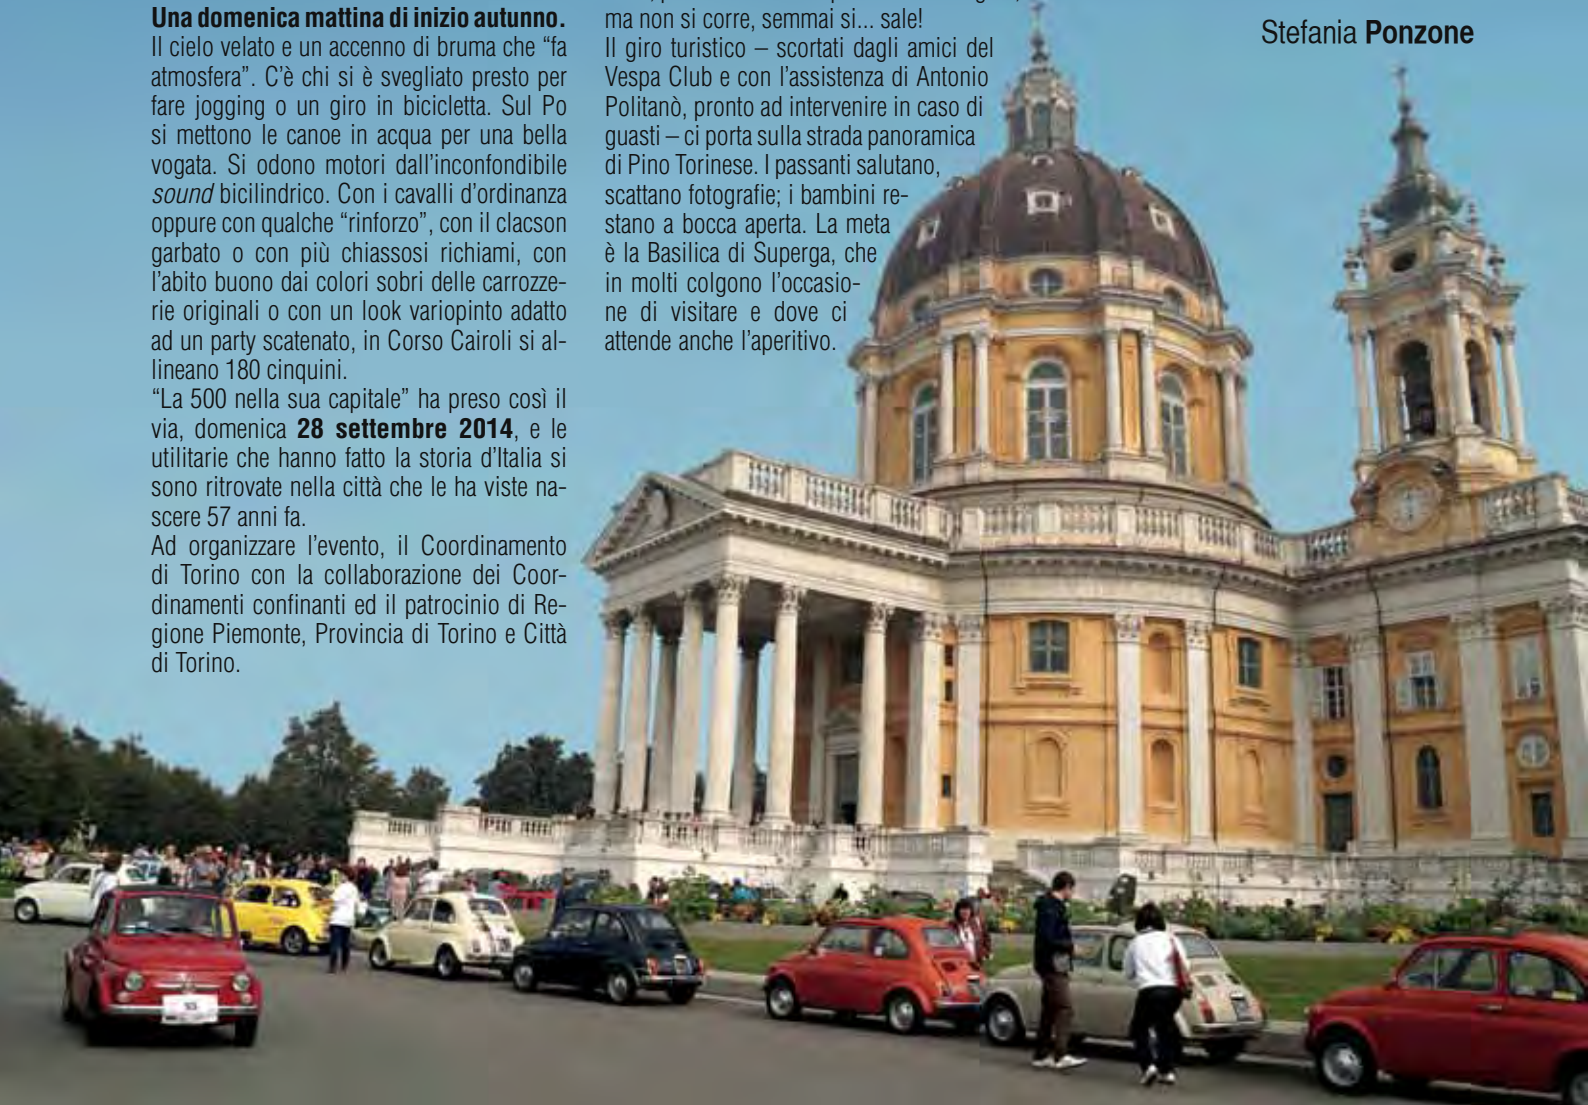 Una domenica mattina di inizio autunno.
Il cielo velato e un accenno di bruma che “fa
atmosfera”. C’è chi si è svegliato presto per
fare jogging o un giro in bicicletta. Sul Po
si mettono le canoe in acqua per una bella
vogata. Si odono motori dall’inconfondibile
sound bicilindrico. Con i cavalli d’ordinanza
oppure con qualche “rinforzo”, con il clacson
garbato o con più chiassosi richiami, con
l’abito buono dai colori sobri delle carrozze-
rie originali o con un look variopinto adatto
ad un party scatenato, in Corso Cairoli si al-
lineano 180 cinquini.
“La 500 nella sua capitale” ha preso così il
via, domenica 28 settembre 2014, e le
utilitarie che hanno fatto la storia d’Italia si
sono ritrovate nella città che le ha viste na-
scere 57 anni fa.
Ad organizzare l’evento, il Coordinamento
di Torino con la collaborazione dei Coor-
dinamenti confinanti ed il patrocinio di Re-
gione Piemonte, Provincia di Torino e Città
di Torino.
ma non si corre, semmai si... sale!
Il giro turistico – scortati dagli amici del
Vespa Club e con l’assistenza di Antonio
Politanò, pronto ad intervenire in caso di
guasti – ci porta sulla strada panoramica
di Pino Torinese. I passanti salutano,
scattano fotografie; i bambini re-
stano a bocca aperta. La meta
è la Basilica di Superga, che
in molti colgono l’occasio-
ne di visitare e dove ci
attende anche l’aperitivo.
Stefania Ponzone